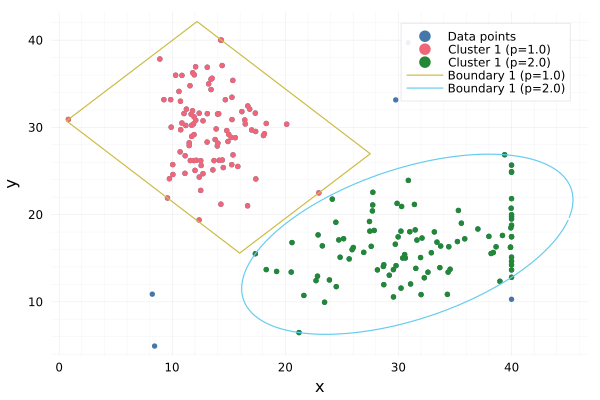 Data points
Cluster 1 (p=1.0)
Cluster 1 (p=2.0)
Boundary 1 (p=1.0)
Boundary 1 (p=2.0)
40
30
20
10
y
0 10 20 30 40
x